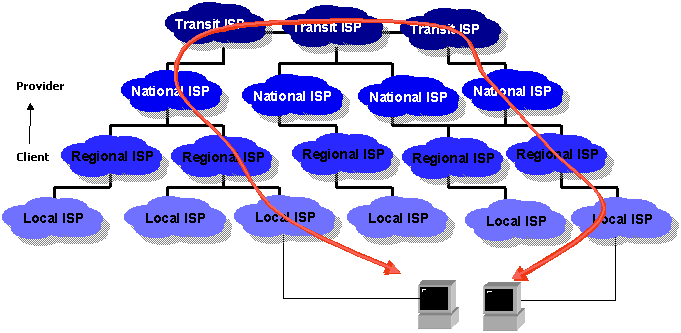 Transit ISP Transit ISP Transit ISP
Provider
National ISP National ISP National ISP National ISP
Client
Regional ISP Regional ISP Regional ISP Regional ISP Regional ISP
Local ISP Local ISP Local ISP Local ISP Local ISP Local ISP